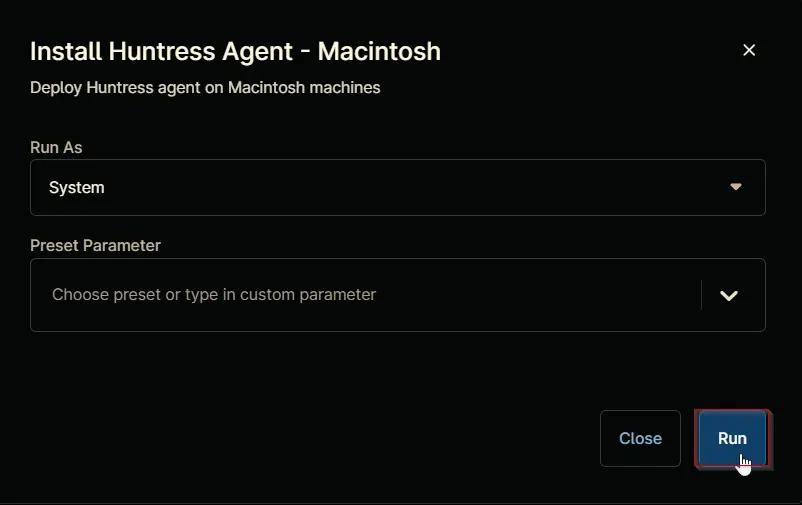 Install Huntress Agent - Macintosh
Deploy Huntress agent on Macintosh machines
Run As
System
Preset Parameter
Choose preset or type in custom parameter
Close
Run